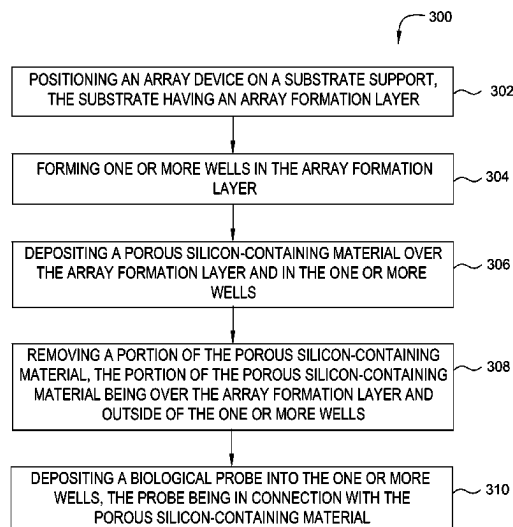 300
POSITIONING AN ARRAY DEVICE ON A SUBSTRATE SUPPORT,
THE SUBSTRATE HAVING AN ARRAY FORMATION LAYER
302
FORMING ONE OR MORE WELLS IN THE ARRAY FORMATION
LAYER
304
DEPOSITING A POROUS SILICON-CONTAINING MATERIAL OVER
THE ARRAY FORMATION LAYER AND IN THE ONE OR MORE
WELLS
306
REMOVING A PORTION OF THE POROUS SILICON-CONTAINING
MATERIAL, THE PORTION OF THE POROUS SILICON-CONTAINING
MATERIAL BEING OVER THE ARRAY FORMATION LAYER AND
OUTSIDE OF THE ONE OR MORE WELLS
308
DEPOSITING A BIOLOGICAL PROBE INTO THE ONE OR MORE
WELLS, THE PROBE BEING IN CONNECTION WITH THE
POROUS SILICON-CONTAINING MATERIAL
310